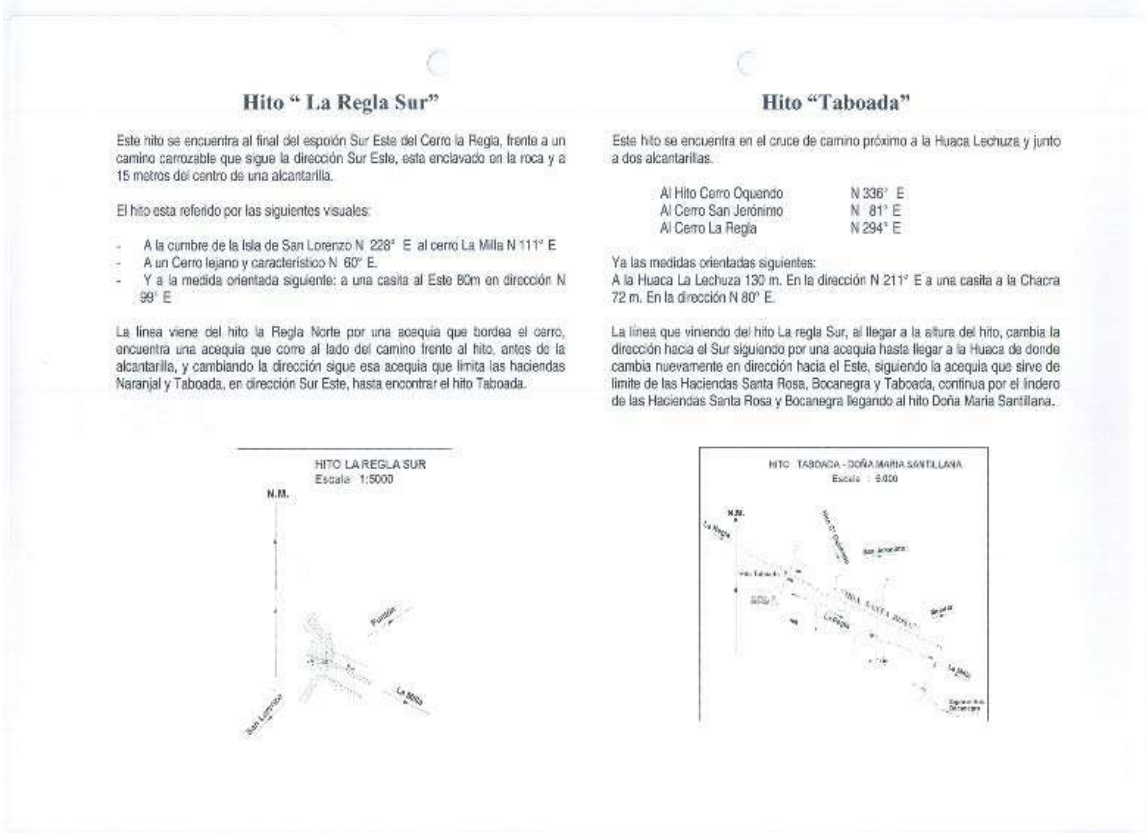 Hito “ La Regla Sur”
Este hito se encuentra al final del espolón Sur Este del Cerro la Regla, frente a un
camino carrozable que sigue la dirección Sur Este, esta enclavado en la roca y a
15 metros del centro de una alcantarilla.
El hito esta referido por las siguientes visuales:
- A la cumbre de la Isla de San Lorenzo N 228° E al cerro La Milla N 111° E
- A un Cerro lejano y característico N 60° E.
- Y a la medida orientada siguiente: a una casita al Este 80m en dirección N
99° E
La línea viene del hito la Regla Norte por una acequia que bordea el cerro,
encuentra una acequia que corre al lado del camino frente al hito, antes de la
alcantarilla, y cambiando la dirección sigue esa acequia que limita las haciendas
Naranjal y Taboada, en dirección Sur Este, hasta encontrar el hito Taboada.
HITO LA REGLA SUR
Escala 1:5000
N.M.
La Milla
San Lorenzo
Hito “Taboada”
Este hito se encuentra en el cruce de camino próximo a la Huaca Lechuza y junto
a dos alcantarillas.
Al Hito Cerro Oquendo N 336° E
Al Cerro San Jerónimo N 81° E
Al Cerro La Regla N 294° E
Ya las medidas orientadas siguientes:
A la Huaca La Lechuza 130 m. En la dirección N 211° E a una casita a la Chacra
72 m. En la dirección N 80° E.
La línea que viniendo del hito La regla Sur, al llegar a la altura del hito, cambia la
dirección hacia el Sur siguiendo por una acequia hasta llegar a la Huaca de donde
cambia nuevamente en dirección hacia el Este, siguiendo la acequia que sirve de
limite de las Haciendas Santa Rosa, Bocanegra y Taboada, continua por el lindero
de las Haciendas Santa Rosa y Bocanegra llegando al hito Doña Maria Santillana.
HITO TABOADA - DOÑA MARIA SANTILLANA
Escala : 5.000
N.M.
La Regla
San Jeronimo
Hito Taboada
HDA. SANTA ROSA
La Regla
La Milla
Bocanegra